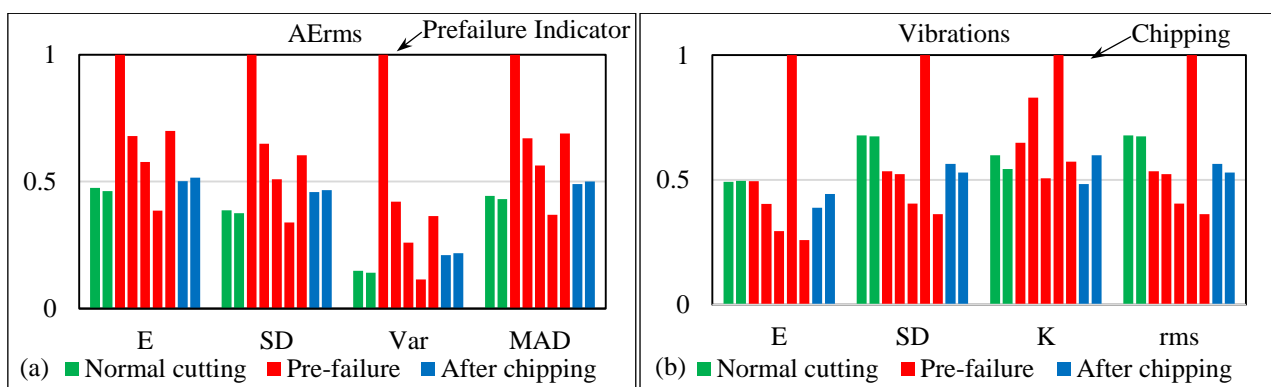 AErms
Prefailure Indicator
1
0.5
0
E SD Var MAD
(a) Normal cutting Pre-failure After chipping
Vibrations
Chipping
1
0.5
0
E SD K rms
(b) Normal cutting Pre-failure After chipping